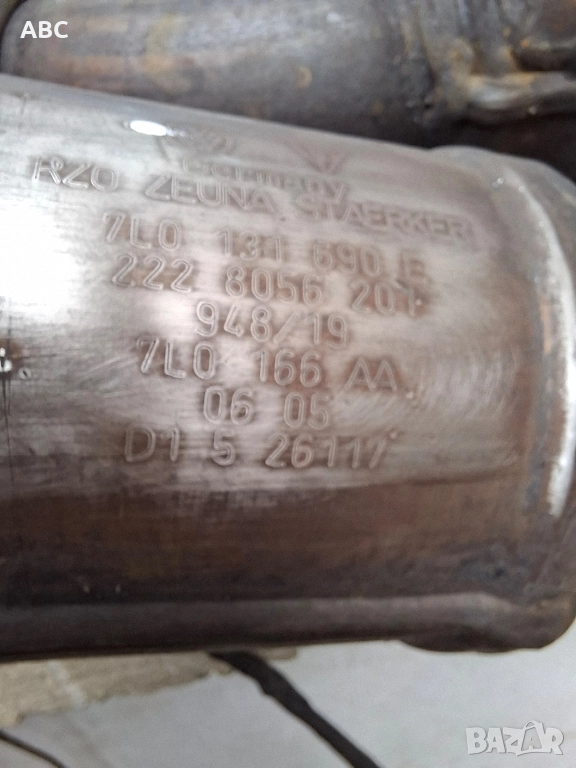 ABC
Germany
RZO ZEUNA STAERKER
7L0 131 690 E
222 8056 201
948/19
7L0 166 AA
06 05
D1 5 26117
BAZAR